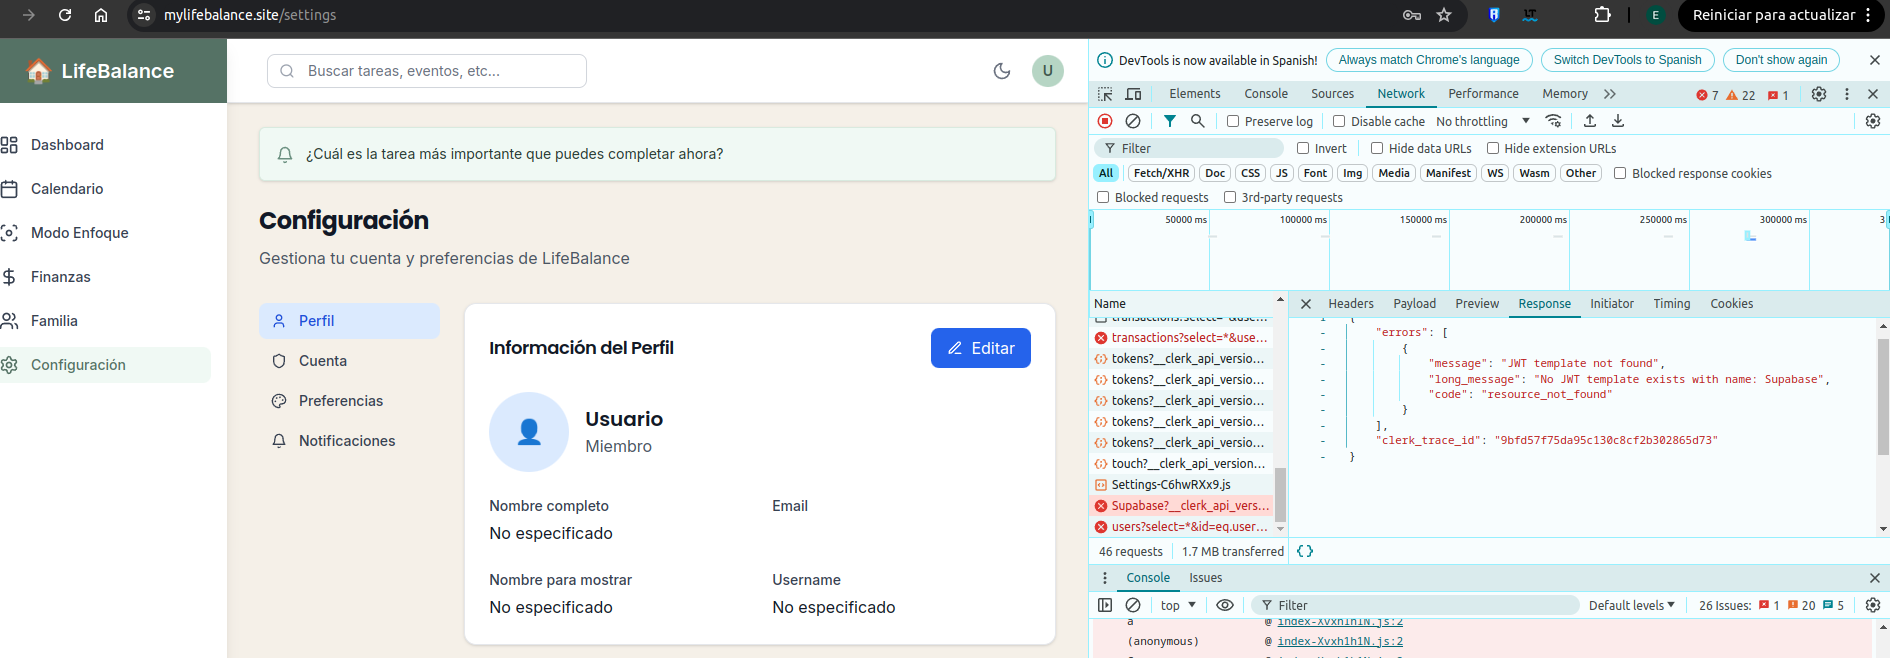 mylifebalance.site/settings
E
Reiniciar para actualizar
LifeBalance
Dashboard
Calendario
Modo Enfoque
Finanzas
Familia
Configuración
Buscar tareas, eventos, etc...
U
¿Cuál es la tarea más importante que puedes completar ahora?
Configuración
Gestiona tu cuenta y preferencias de LifeBalance
Perfil
Cuenta
Preferencias
Notificaciones
Información del Perfil
Editar
Usuario
Miembro
Nombre completo
No especificado
Email
Nombre para mostrar
No especificado
Username
No especificado
DevTools is now available in Spanish!
Always match Chrome's language
Switch DevTools to Spanish
Don't show again
Elements Console Sources Network Performance Memory
7 22 1
Preserve log Disable cache No throttling
Filter Invert Hide data URLs Hide extension URLs
All Fetch/XHR Doc CSS JS Font Img Media Manifest WS Wasm Other Blocked response cookies
Blocked requests 3rd-party requests
50000 ms 100000 ms 150000 ms 200000 ms 250000 ms 300000 ms 3
Name
transactions?select=*&use...
transactions?select=*&use...
tokens?__clerk_api_versio...
tokens?__clerk_api_versio...
tokens?__clerk_api_versio...
tokens?__clerk_api_versio...
tokens?__clerk_api_versio...
touch?__clerk_api_version...
Settings-C6hwRXx9.js
Supabase?__clerk_api_vers...
users?select=*&id=eq.user...
46 requests 1.7 MB transferred
Headers Payload Preview Response Initiator Timing Cookies
1 {
- "errors": [
- {
- "message": "JWT template not found",
- "long_message": "No JWT template exists with name: Supabase",
- "code": "resource_not_found"
- }
- ],
- "clerk_trace_id": "9bfd57f75da95c130c8cf2b302865d73"
- }
Console Issues
top Filter Default levels 26 Issues: 1 20 5
a @ index-Xvxh1h1N.js:2
(anonymous) @ index-Xvxh1h1N.js:2